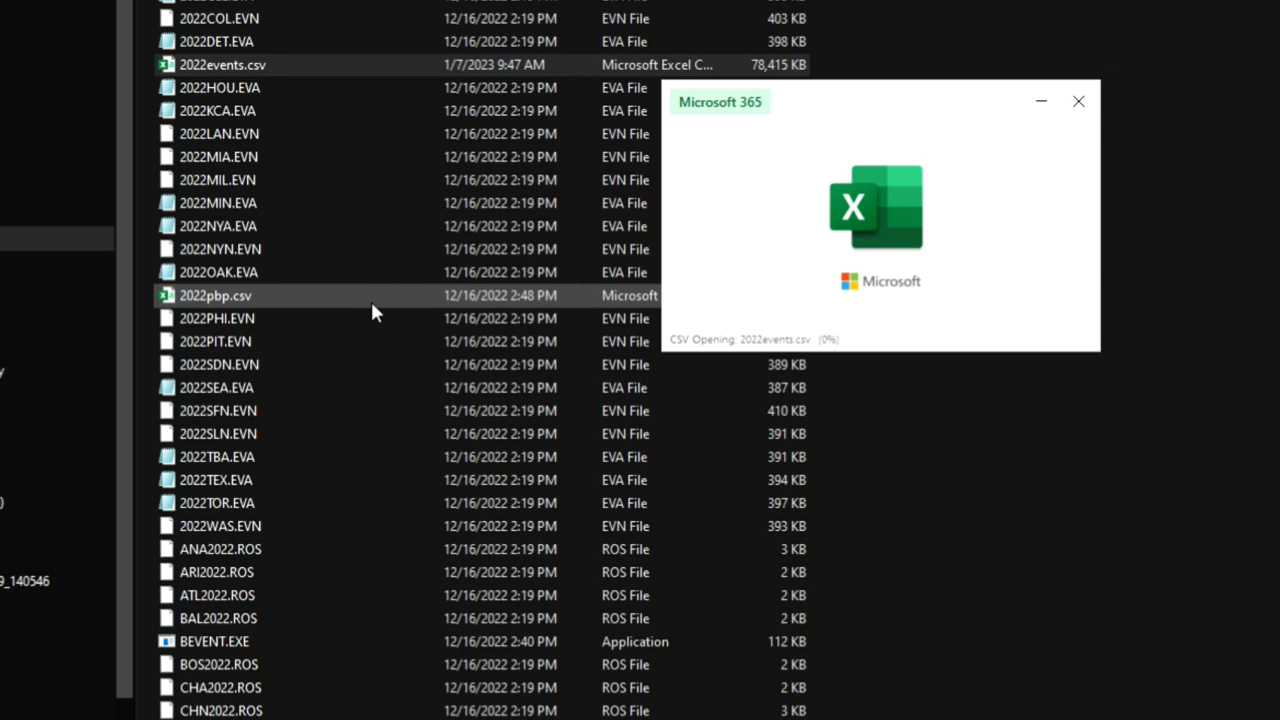 2022COL.EVN 12/16/2022 2:19 PM EVN File 403 KB
2022DET.EVA 12/16/2022 2:19 PM EVA File 398 KB
2022events.csv 1/7/2023 9:47 AM Microsoft Excel C... 78,415 KB
2022HOU.EVA 12/16/2022 2:19 PM EVA File
Microsoft 365
2022KCA.EVA 12/16/2022 2:19 PM EVA File
2022LAN.EVN 12/16/2022 2:19 PM EVN File
2022MIA.EVN 12/16/2022 2:19 PM EVN File
2022MIL.EVN 12/16/2022 2:19 PM EVN File
2022MIN.EVA 12/16/2022 2:19 PM EVA File
X
2022NYA.EVA 12/16/2022 2:19 PM EVA File
2022NYN.EVN 12/16/2022 2:19 PM EVN File
2022OAK.EVA 12/16/2022 2:19 PM EVA File
Microsoft
2022pbp.csv 12/16/2022 2:48 PM Microsoft
2022PHI.EVN 12/16/2022 2:19 PM EVN File
2022PIT.EVN 12/16/2022 2:19 PM EVN File
CSV Opening: 2022events.csv (0%)
2022SDN.EVN 12/16/2022 2:19 PM EVN File 389 KB
y
2022SEA.EVA 12/16/2022 2:19 PM EVA File 387 KB
2022SFN.EVN 12/16/2022 2:19 PM EVN File 410 KB
2022SLN.EVN 12/16/2022 2:19 PM EVN File 391 KB
2022TBA.EVA 12/16/2022 2:19 PM EVA File 391 KB
2022TEX.EVA 12/16/2022 2:19 PM EVA File 394 KB
)
2022TOR.EVA 12/16/2022 2:19 PM EVA File 397 KB
2022WAS.EVN 12/16/2022 2:19 PM EVN File 393 KB
ANA2022.ROS 12/16/2022 2:19 PM ROS File 3 KB
9_140546
ARI2022.ROS 12/16/2022 2:19 PM ROS File 2 KB
ATL2022.ROS 12/16/2022 2:19 PM ROS File 2 KB
BAL2022.ROS 12/16/2022 2:19 PM ROS File 2 KB
BEVENT.EXE 12/16/2022 2:40 PM Application 112 KB
BOS2022.ROS 12/16/2022 2:19 PM ROS File 2 KB
CHA2022.ROS 12/16/2022 2:19 PM ROS File 2 KB
CHN2022.ROS 12/16/2022 2:19 PM ROS File 3 KB